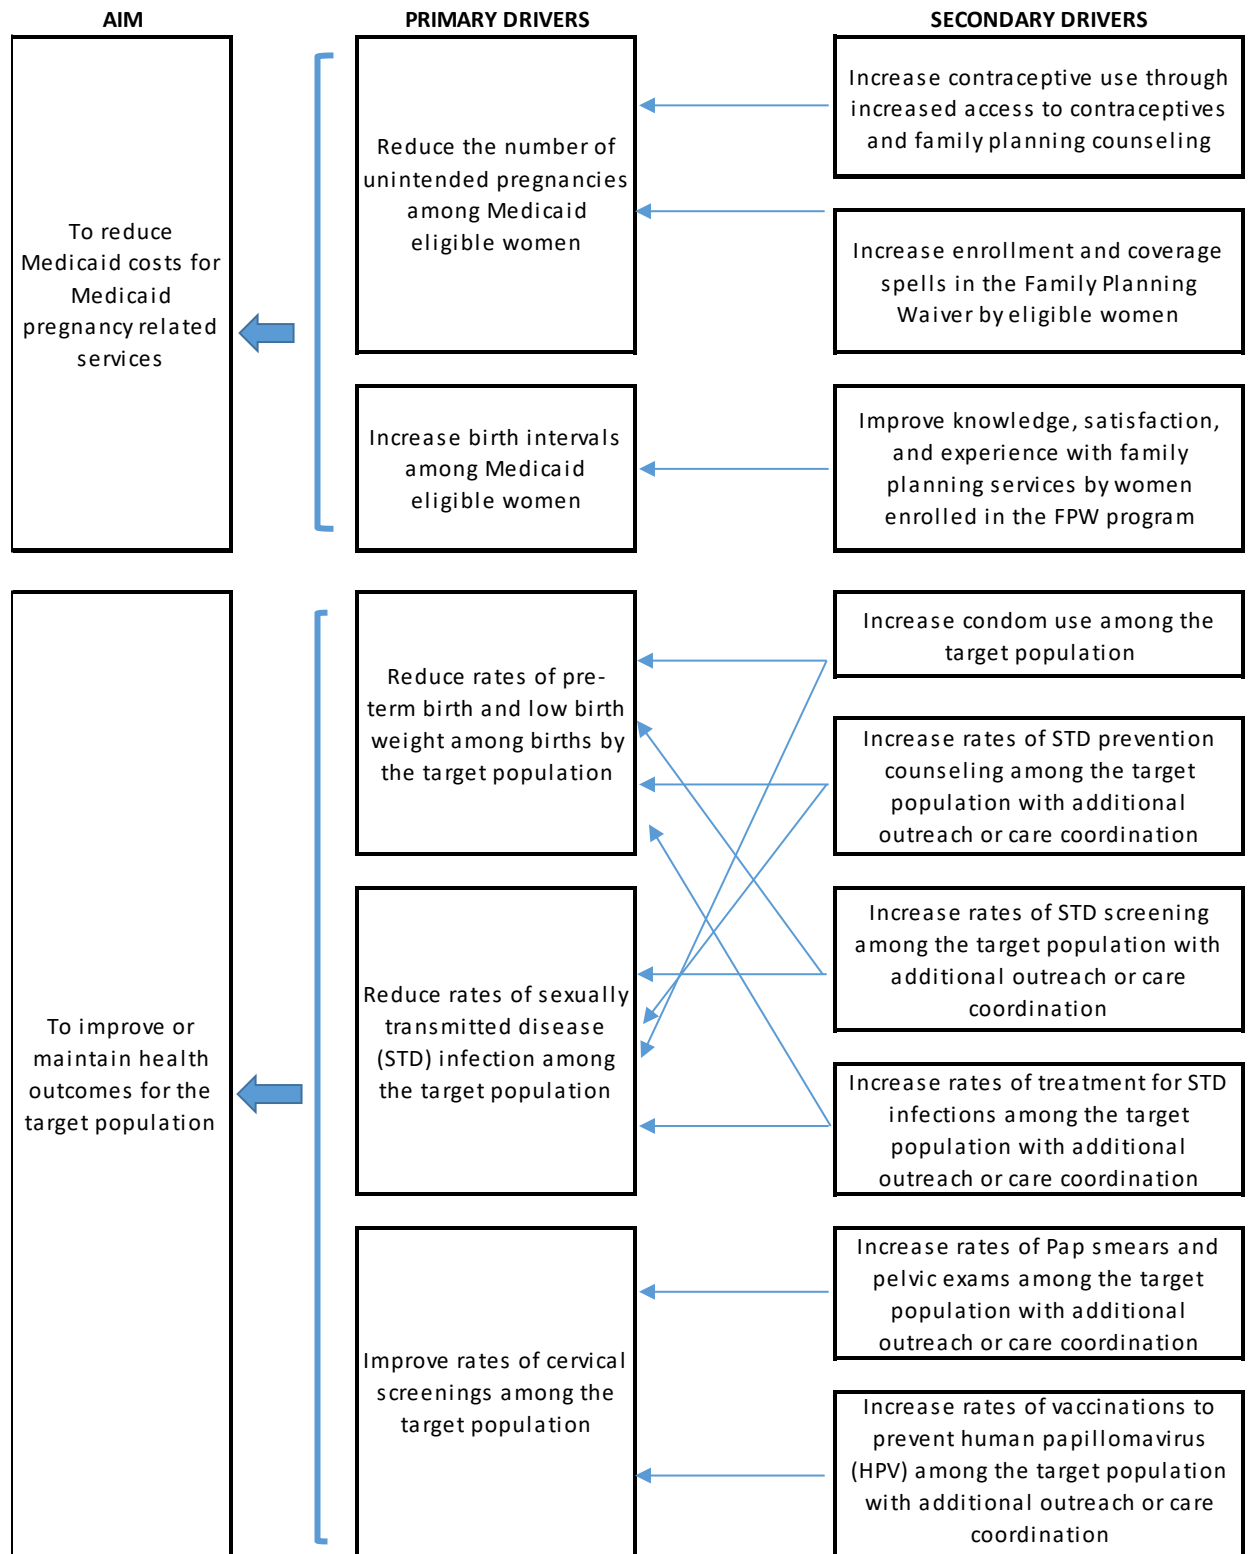 AIM
PRIMARY DRIVERS
SECONDARY DRIVERS
To reduce
Medicaid costs for
Medicaid
pregnancy related
services
Reduce the number of
unintended pregnancies
among Medicaid
eligible women
Increase birth intervals
among Medicaid
eligible women
Increase contraceptive use through
increased access to contraceptives
and family planning counseling
Increase enrollment and coverage
spells in the Family Planning
Waiver by eligible women
Improve knowledge, satisfaction,
and experience with family
planning services by women
enrolled in the FPW program
To improve or
maintain health
outcomes for the
target population
Reduce rates of pre-
term birth and low birth
weight among births by
the target population
Reduce rates of sexually
transmitted disease
(STD) infection among
the target population
Improve rates of cervical
screenings among the
target population
Increase condom use among the
target population
Increase rates of STD prevention
counseling among the target
population with additional
outreach or care coordination
Increase rates of STD screening
among the target population with
additional outreach or care
coordination
Increase rates of treatment for STD
infections among the target
population with additional
outreach or care coordination
Increase rates of Pap smears and
pelvic exams among the target
population with additional
outreach or care coordination
Increase rates of vaccinations to
prevent human papillomavirus
(HPV) among the target population
with additional outreach or care
coordination